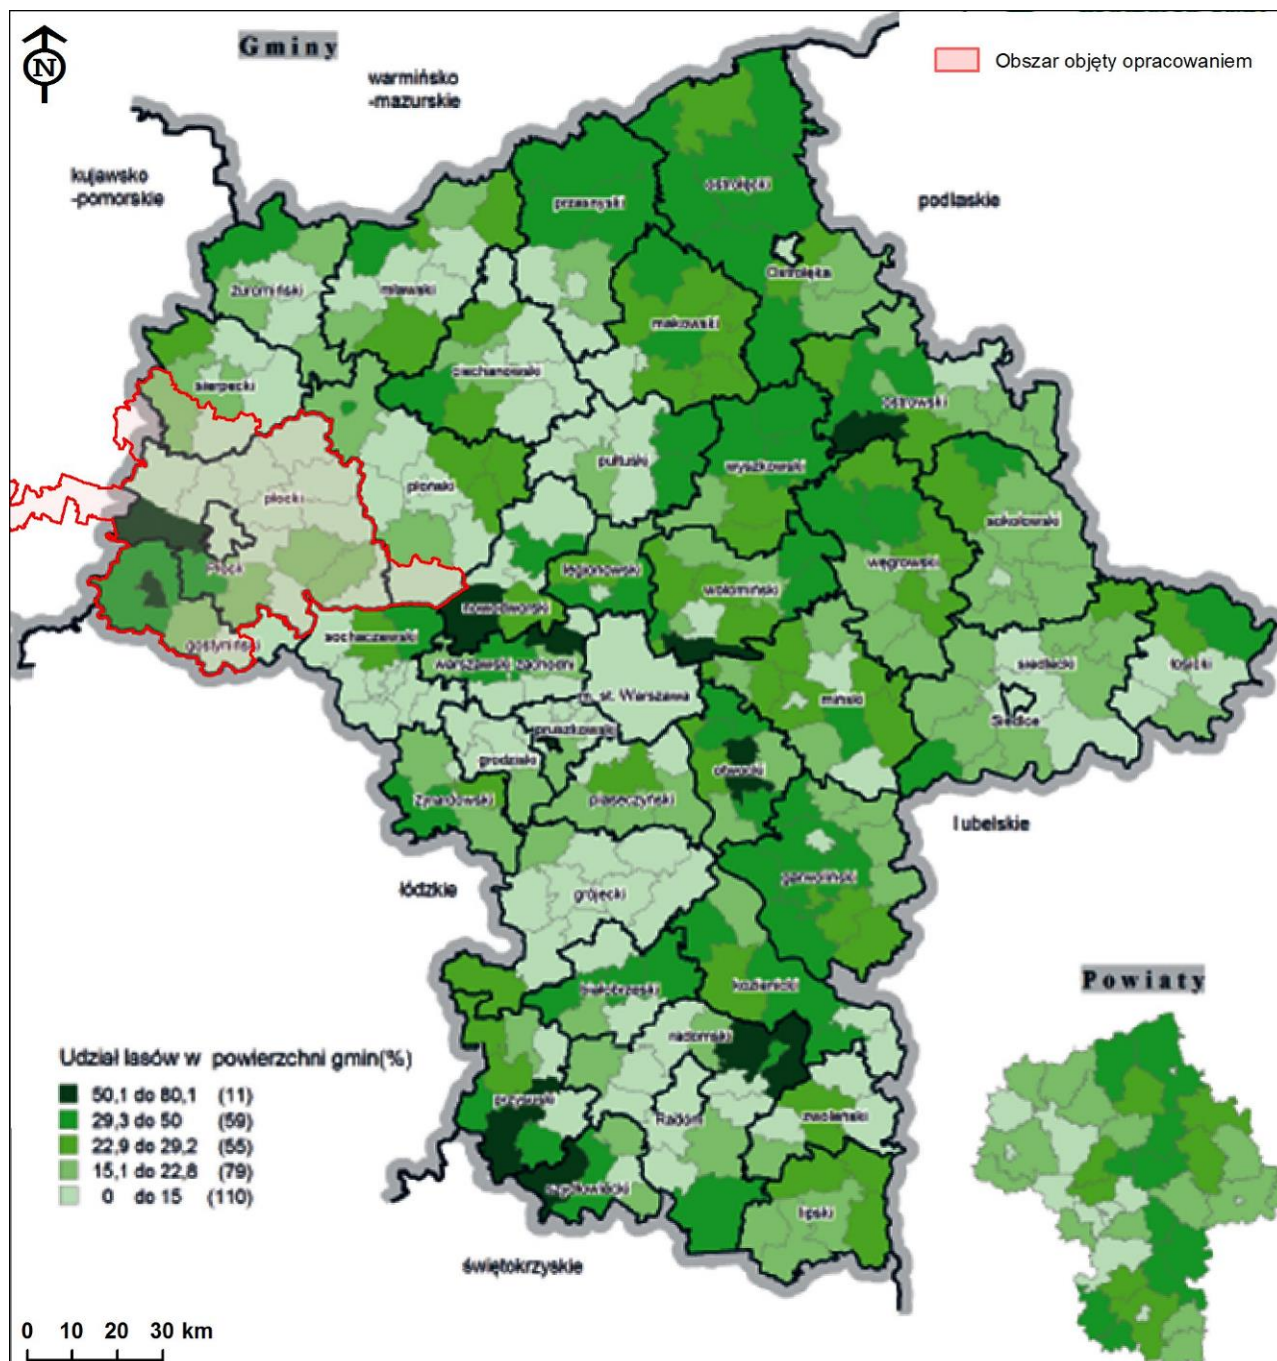 Gminy
N
Obszar objęty opracowaniem
warmińsko
-mazurskie
kujawsko
-pomorskie
podlaskie
ostrołęcki
przasnyski
Ostrołęka
żuromiński
mławski
makowski
ciechanowski
sierpecki
ostrowski
pułtuski
wyszkowski
płoński
płocki
sokołowski
węgrowski
legionowski
wołomiński
Płock
nowodworski
gostyniński
sochaczewski
warszawski zachodni
siedlecki
łosicki
m. st. Warszawa
miński
Siedlce
pruszkowski
grodziski
otwocki
żyrardowski
piaseczyński
lubelskie
garwoliński
łódzkie
grójecki
białobrzeski
kozienicki
Powiaty
radomski
Udział lasów w powierzchni gmin(%)
50,1 do 80,1 (11)
29,3 do 50 (59)
22,9 do 29,2 (55)
15,1 do 22,8 (79)
0 do 15 (110)
przysuski
Radom
zwoleński
szydłowiecki
lipski
świętokrzyskie
0 10 20 30 km